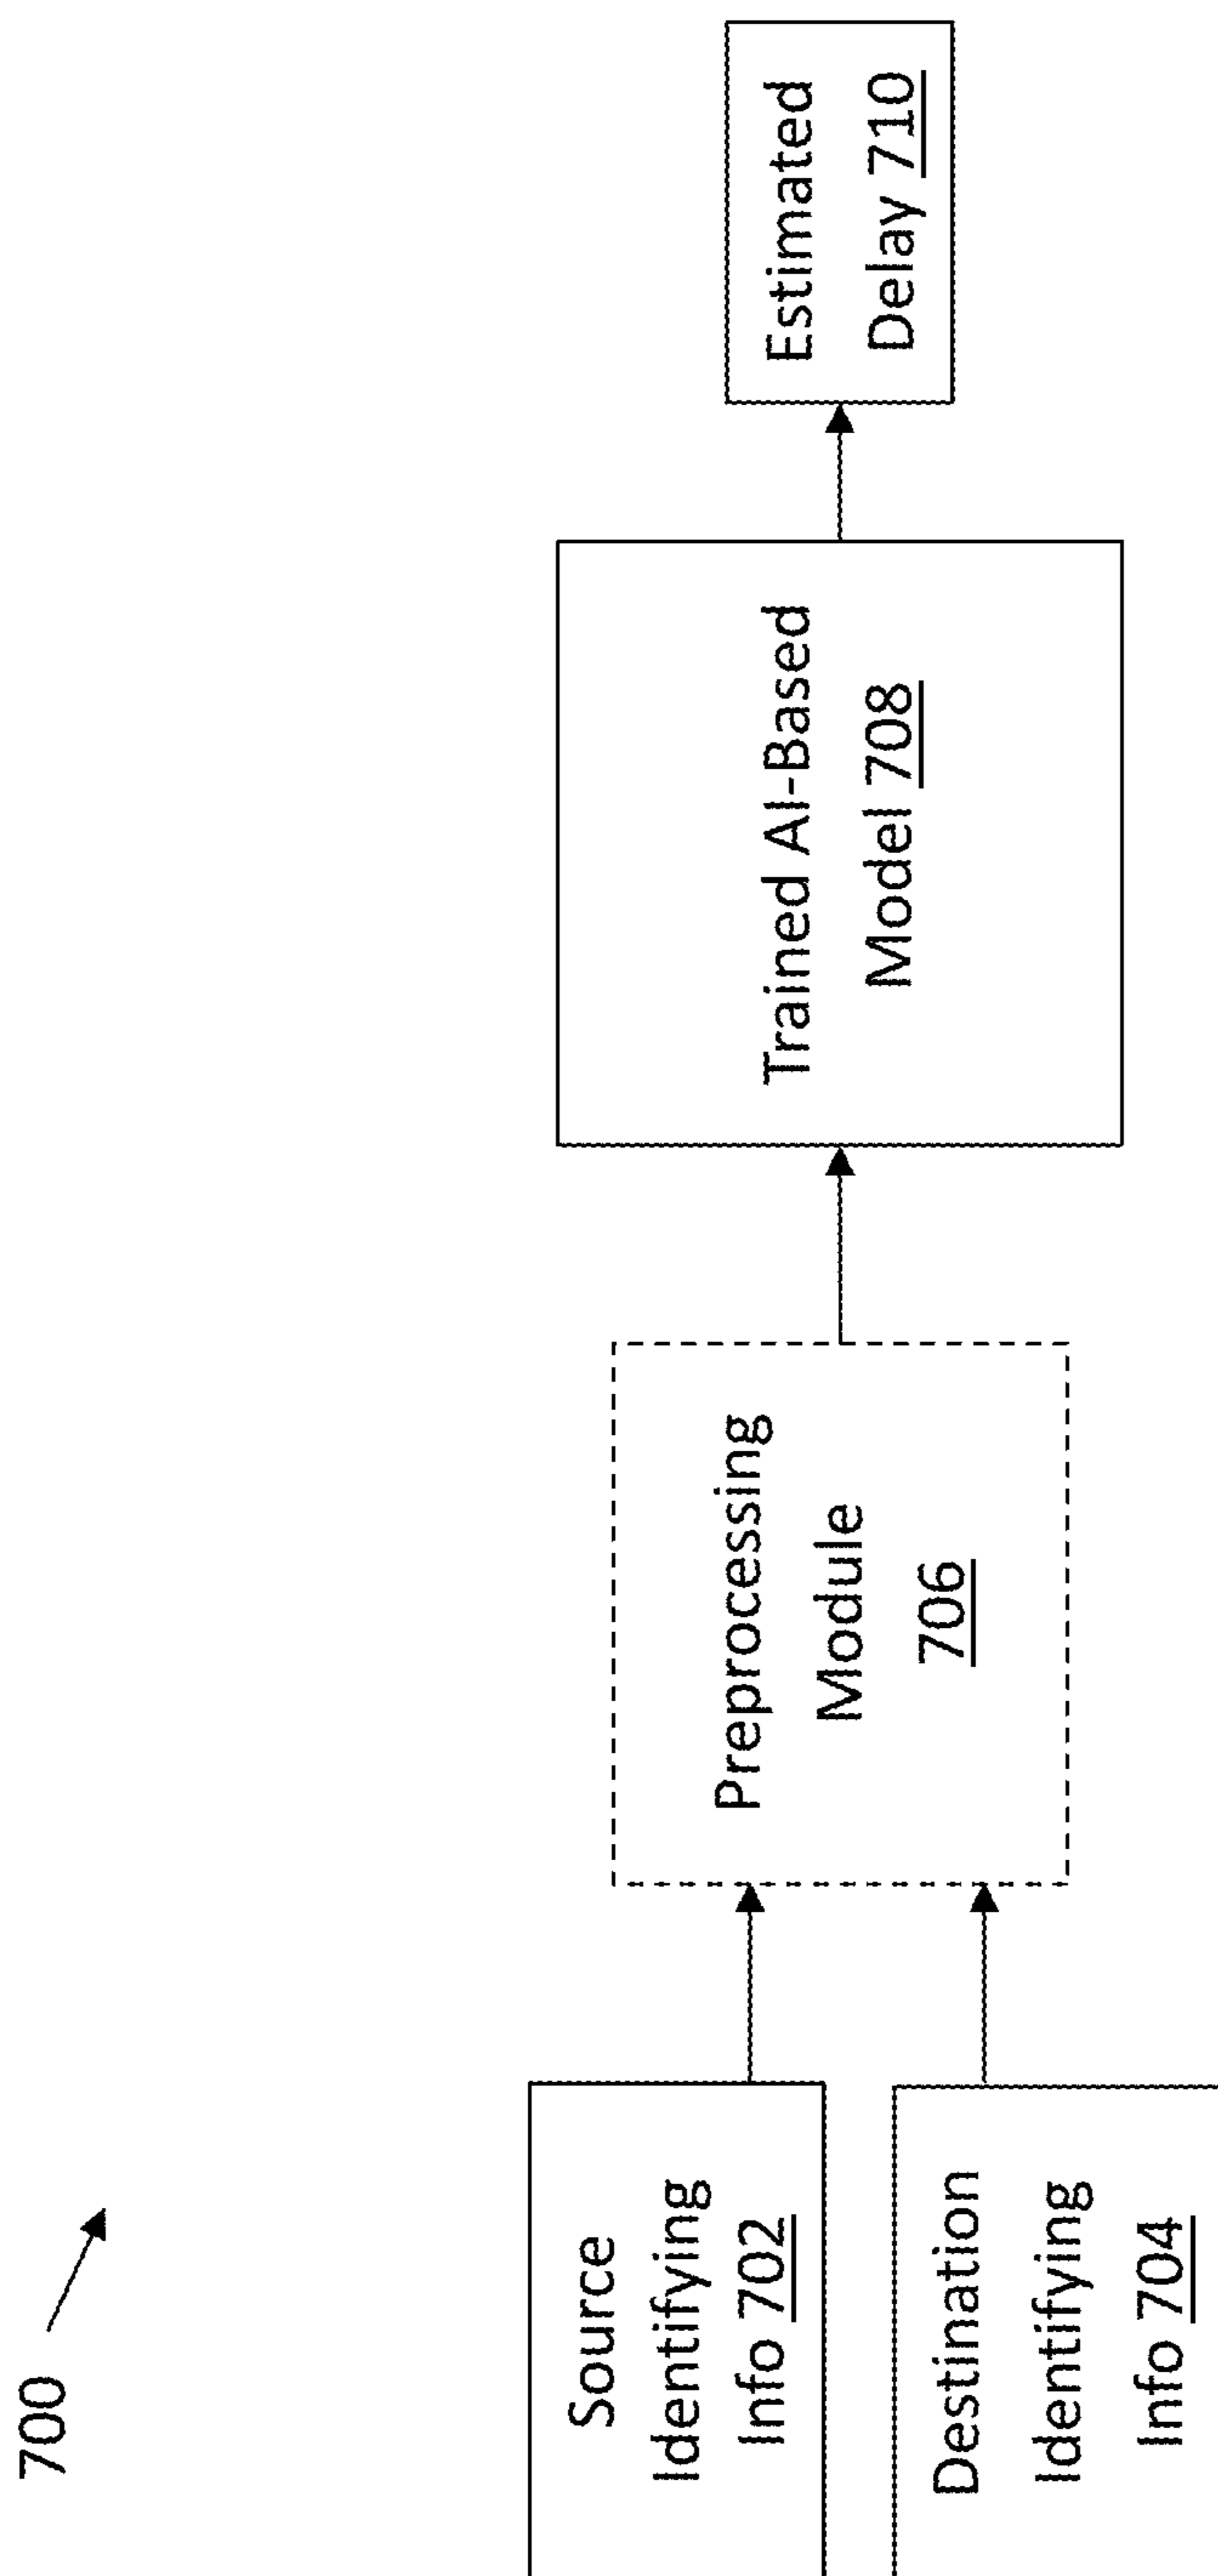 700
Source
Identifying
Info 702
Destination
Identifying
Info 704
Preprocessing
Module
706
Trained AI-Based
Model 708
Estimated
Delay 710